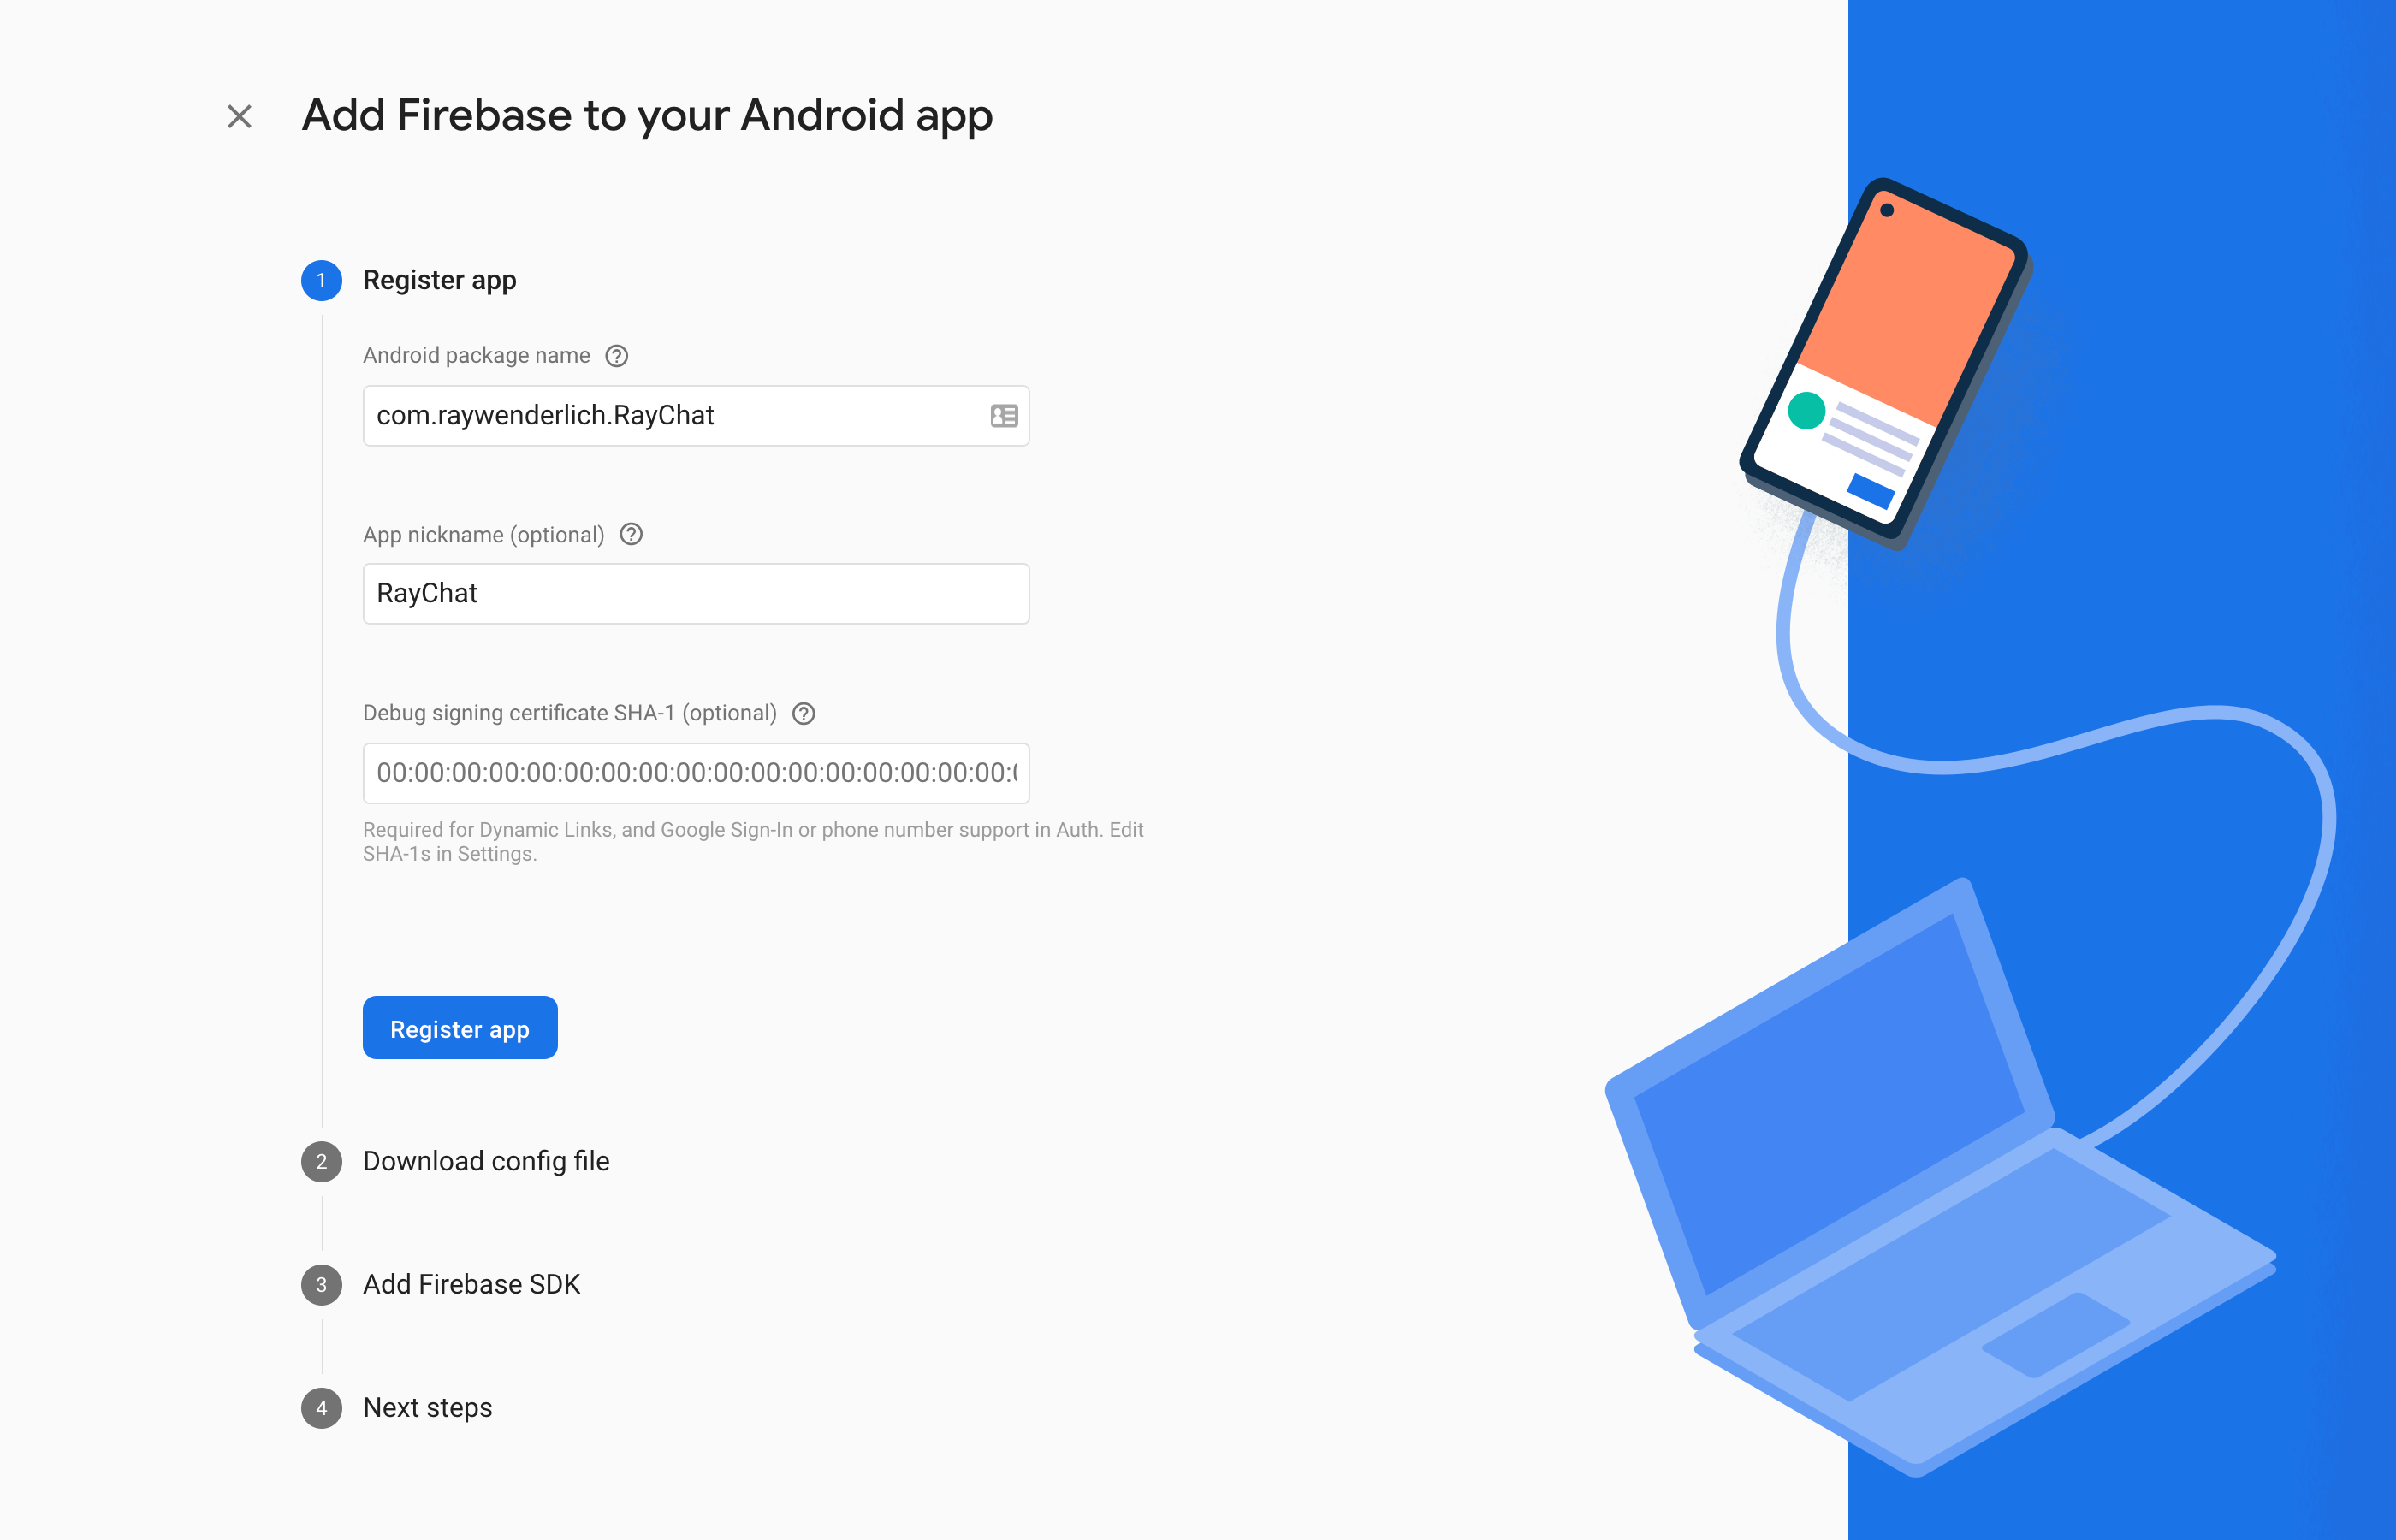 Add Firebase to your Android app
1 Register app
Android package name
com.raywenderlich.RayChat
App nickname (optional)
RayChat
Debug signing certificate SHA-1 (optional)
00:00:00:00:00:00:00:00:00:00:00:00:00:00:00:00:00:0
Required for Dynamic Links, and Google Sign-In or phone number support in Auth. Edit
SHA-1s in Settings.
Register app
2 Download config file
3 Add Firebase SDK
4 Next steps